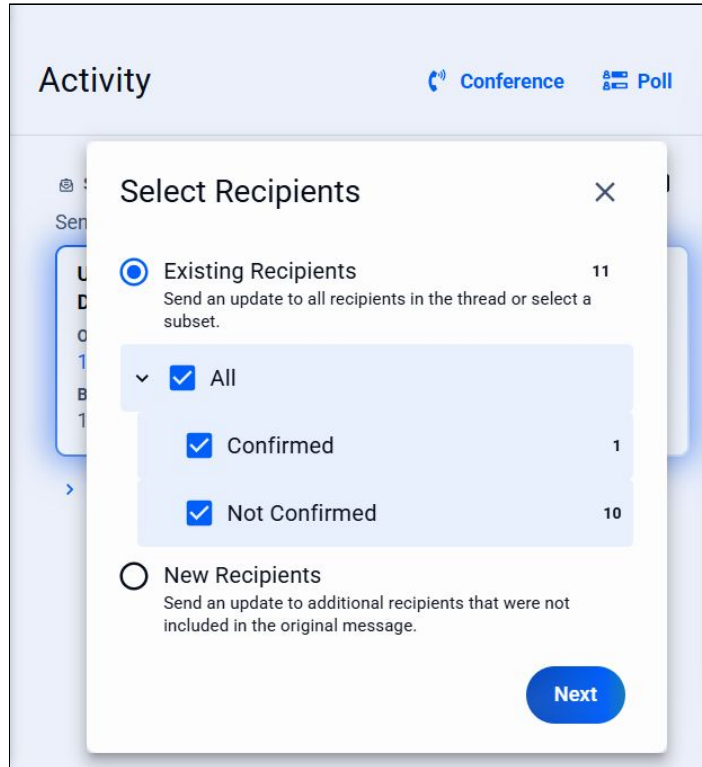 Activity
Conference
Poll
Select Recipients
Existing Recipients 11
Send an update to all recipients in the thread or select a
subset.
All
Confirmed 1
Not Confirmed 10
New Recipients
Send an update to additional recipients that were not
included in the original message.
Next